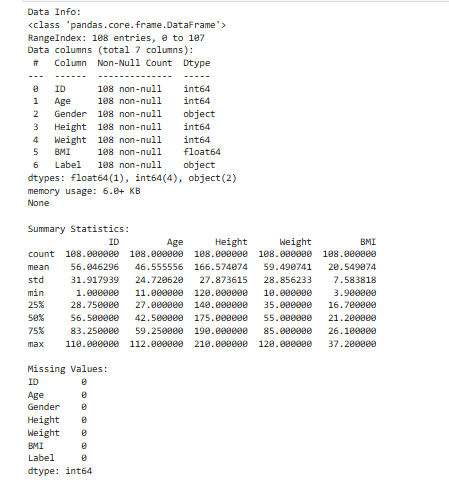 Data Info:
<class 'pandas.core.frame.DataFrame'>
RangeIndex: 108 entries, 0 to 107
Data columns (total 7 columns):
 #   Column  Non-Null Count  Dtype
---  ------  --------------  -----
 0   ID      108 non-null    int64
 1   Age     108 non-null    int64
 2   Gender  108 non-null    object
 3   Height  108 non-null    int64
 4   Weight  108 non-null    int64
 5   BMI     108 non-null    float64
 6   Label   108 non-null    object
dtypes: float64(1), int64(4), object(2)
memory usage: 6.0+ KB
None
Summary Statistics:
               ID         Age      Height      Weight         BMI
count  108.000000  108.000000  108.000000  108.000000  108.000000
mean    56.046296   46.555556  166.574074   59.490741   20.549074
std     31.917939   24.720620   27.873615   28.856233    7.583818
min      1.000000   11.000000  120.000000   10.000000    3.900000
25%     28.750000   27.000000  140.000000   35.000000   16.700000
50%     56.500000   42.500000  175.000000   55.000000   21.200000
75%     83.250000   59.250000  190.000000   85.000000   26.100000
max    110.000000  112.000000  210.000000  120.000000   37.200000
Missing Values:
ID        0
Age       0
Gender    0
Height    0
Weight    0
BMI       0
Label     0
dtype: int64